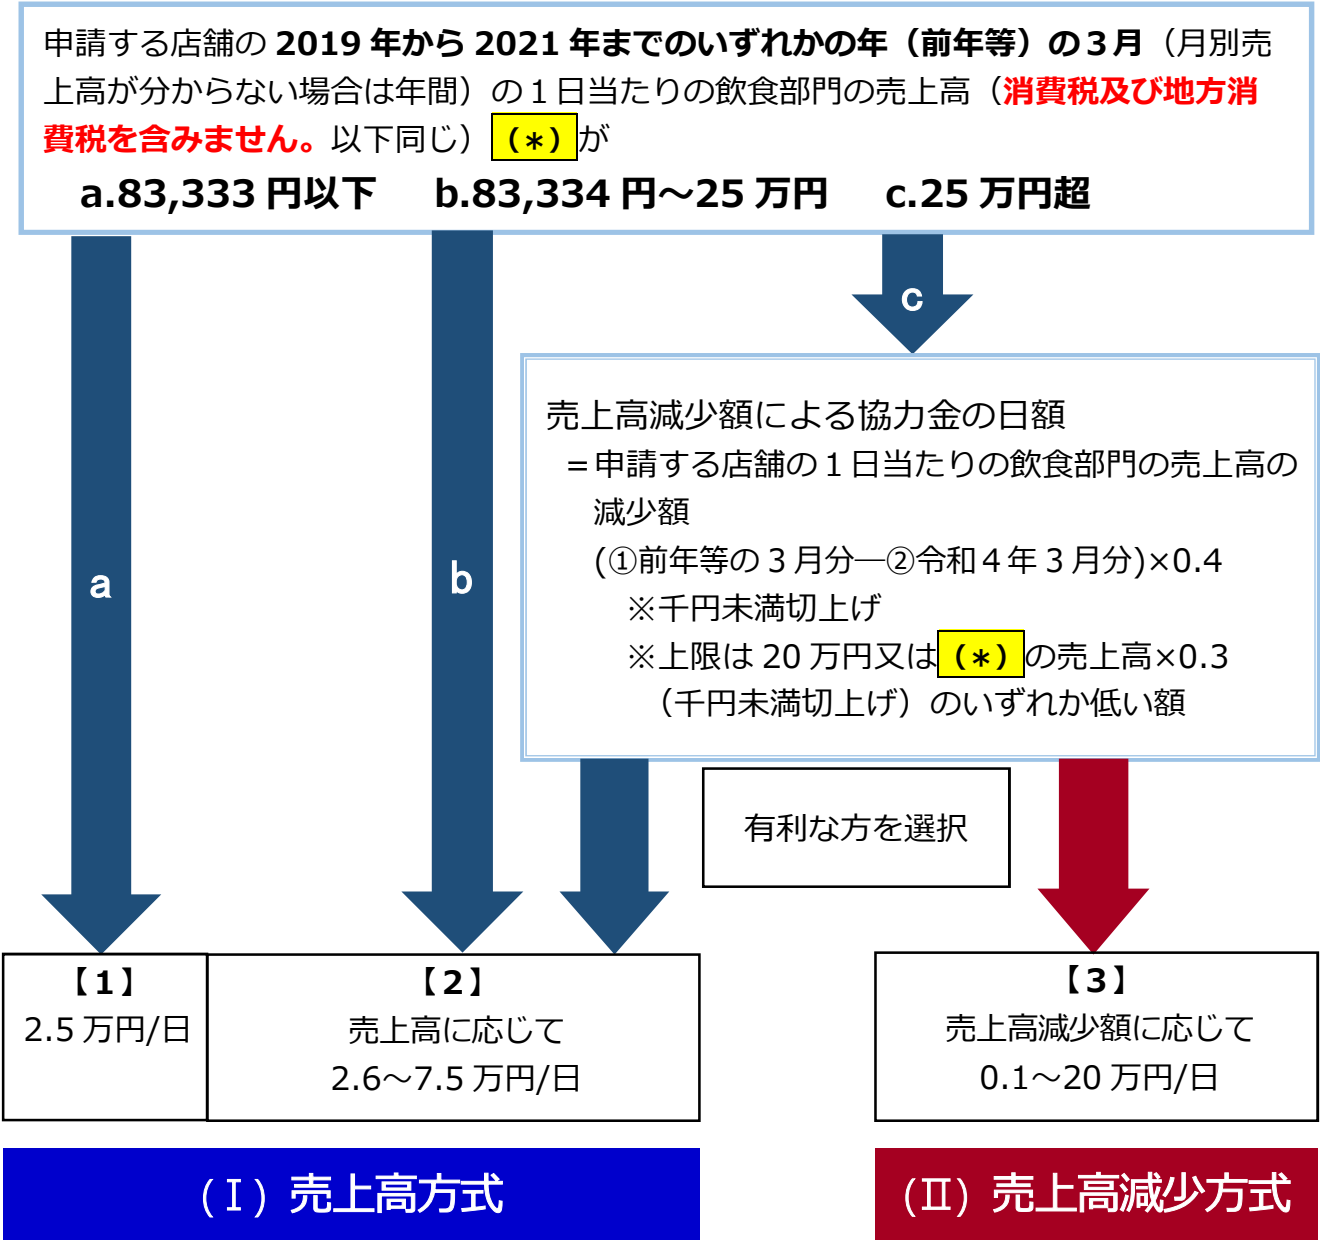 申請する店舗の 2019 年から 2021 年までのいずれかの年（前年等）の３月（月別売
上高が分からない場合は年間）の１日当たりの飲食部門の売上高（消費税及び地方消
費税を含みません。以下同じ）（＊）が
a.83,333 円以下 b.83,334 円～25 万円 c.25 万円超
c
売上高減少額による協力金の日額
＝申請する店舗の１日当たりの飲食部門の売上高の
減少額
(①前年等の３月分―②令和４年３月分)×0.4
※千円未満切上げ
※上限は 20 万円又は（＊）の売上高×0.3
（千円未満切上げ）のいずれか低い額
a
b
有利な方を選択
【１】
2.5 万円/日
【２】
売上高に応じて
2.6～7.5 万円/日
【３】
売上高減少額に応じて
0.1～20 万円/日
（Ⅰ）売上高方式
（Ⅱ）売上高減少方式